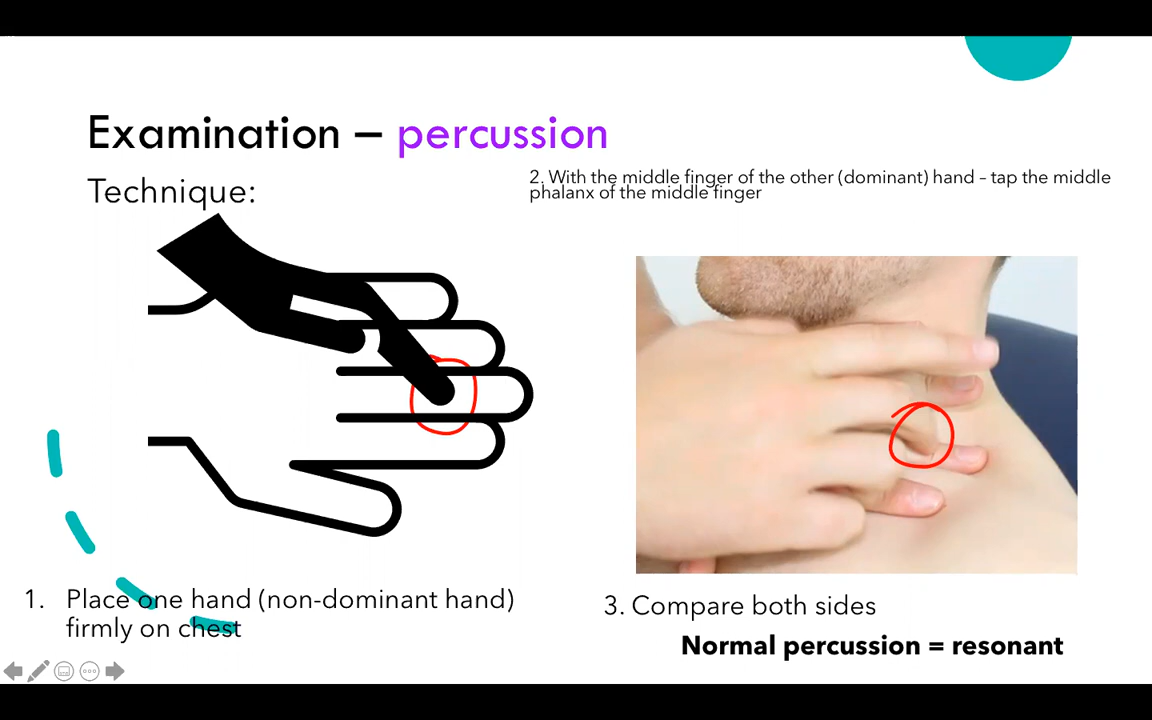 Examination – percussion
Technique:
2. With the middle finger of the other (dominant) hand – tap the middle
phalanx of the middle finger
1. Place one hand (non-dominant hand)
firmly on chest
3. Compare both sides
Normal percussion = resonant